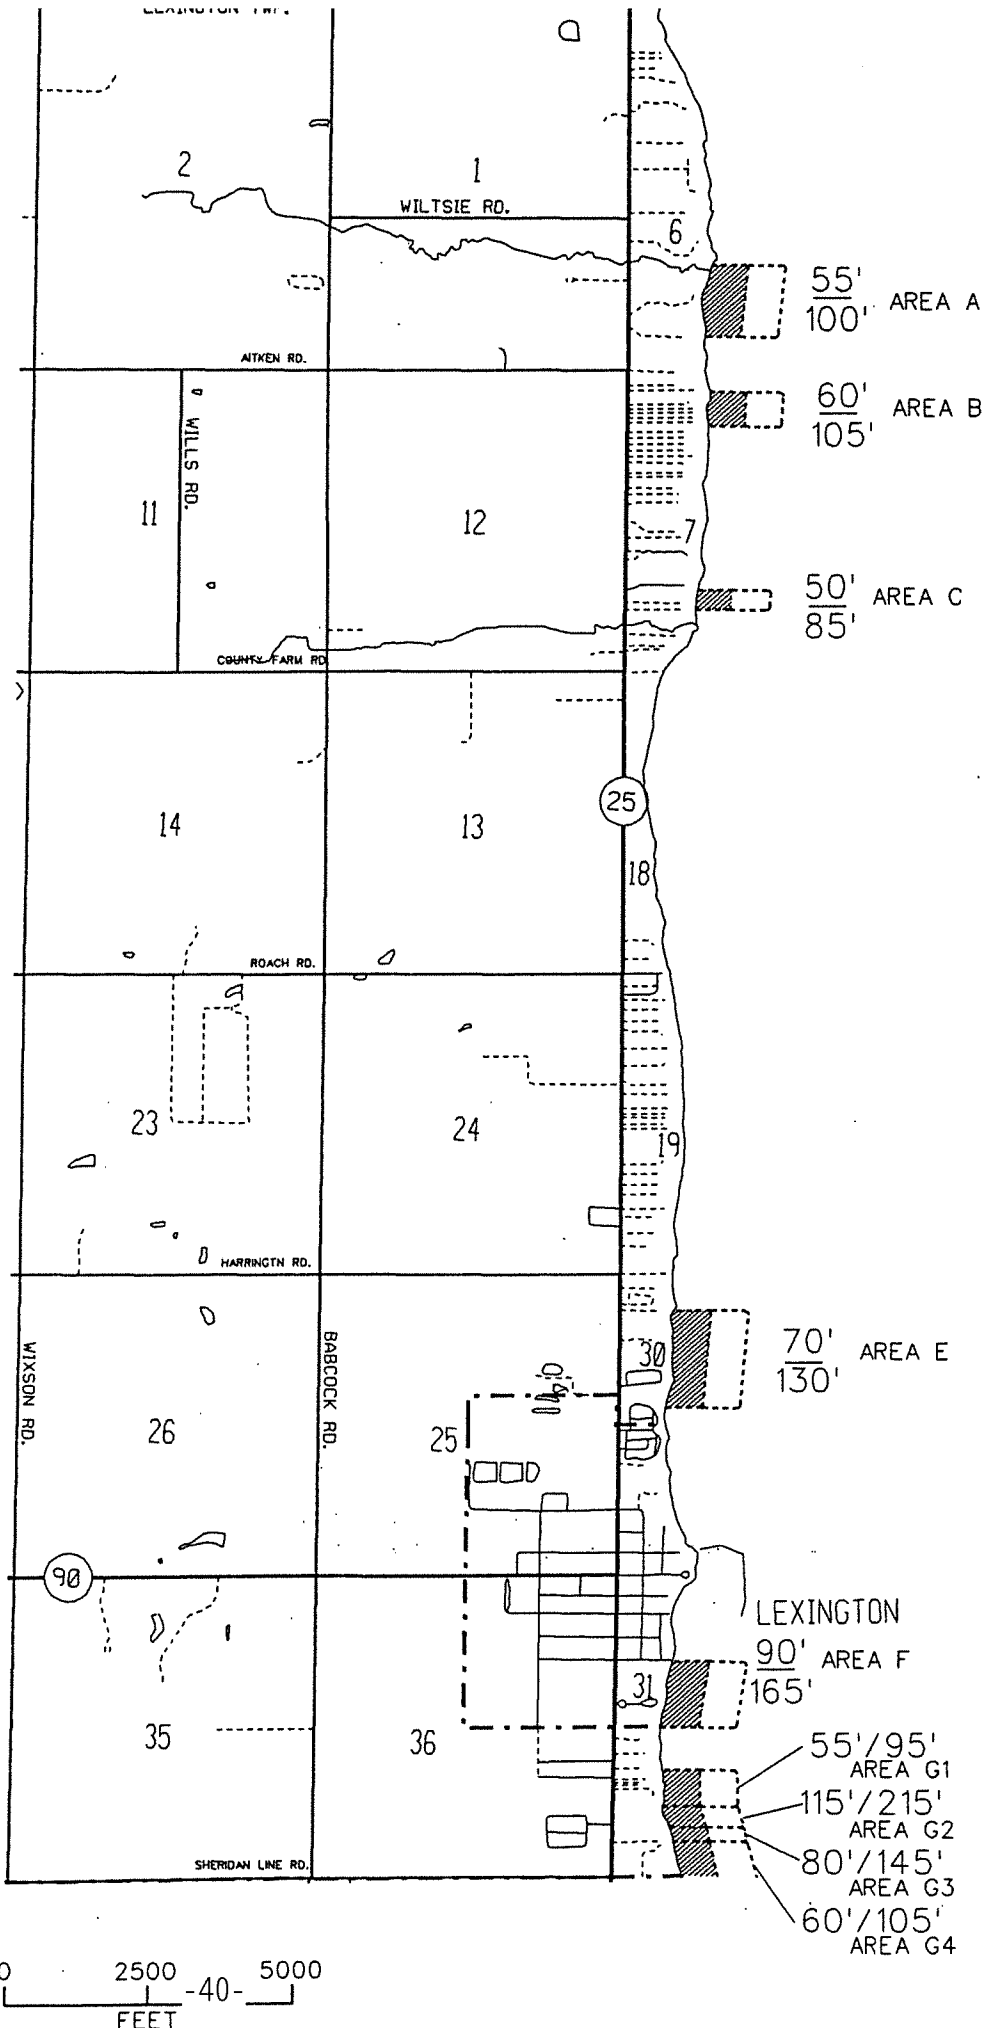 LEXINGTON TWP.
2
1
WILTSIE RD.
6
55'
100'
AREA A
AITKEN RD.
60'
105'
AREA B
WILLS RD.
11
12
7
50'
85'
AREA C
COUNTY FARM RD
25
14
13
18
ROACH RD.
23
24
19
HARRINGTN RD.
WIXSON RD.
BABCOCK RD.
30
70'
130'
AREA E
26
25
90
LEXINGTON
90'
165'
AREA F
31
35
36
55'/95'
AREA G1
115'/215'
AREA G2
SHERIDAN LINE RD.
80'/145'
AREA G3
60'/105'
AREA G4
0 2500 5000
-40-
FEET